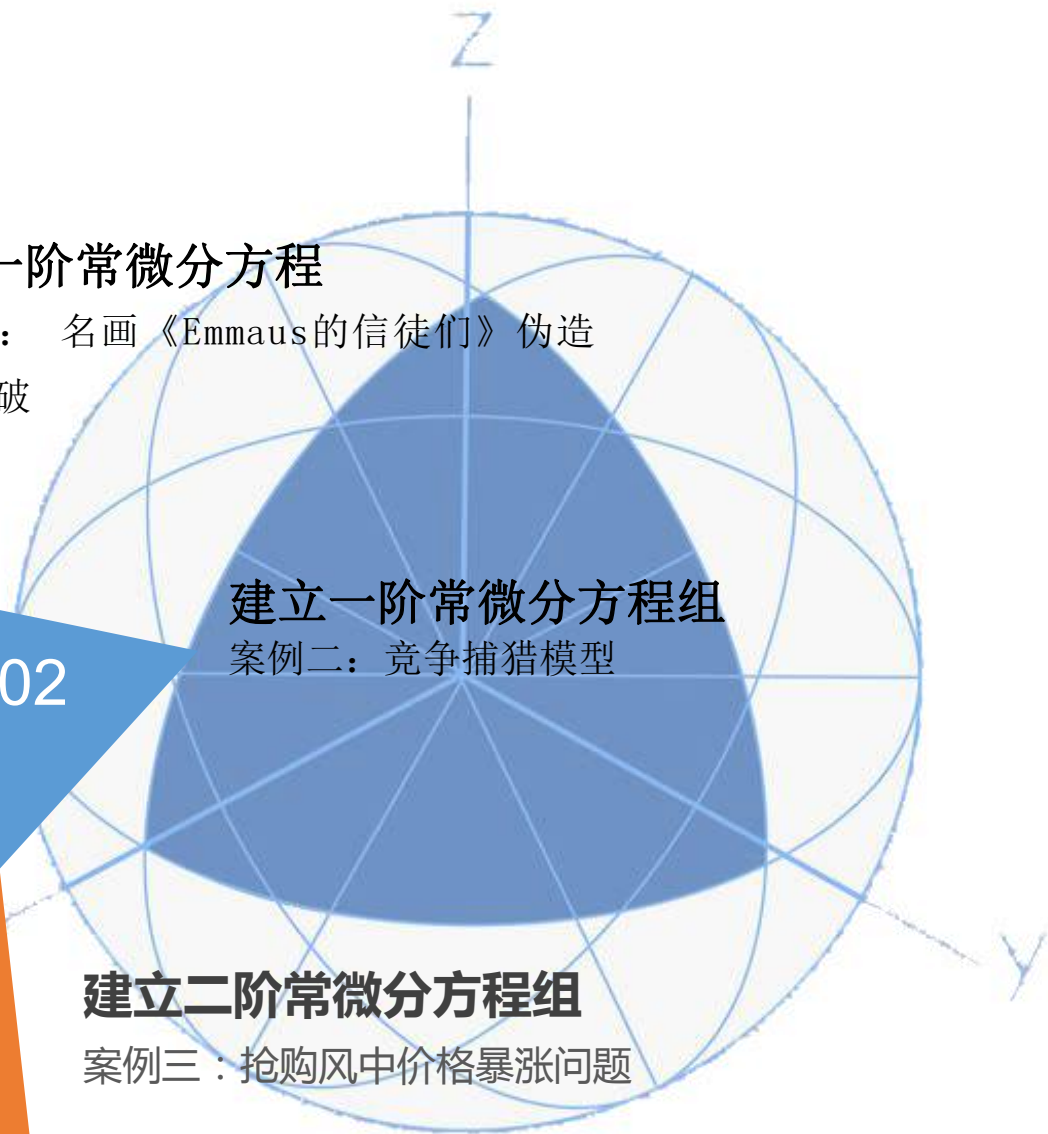 Z
一阶常微分方程
： 名画《Emmaus的信徒们》伪造
破
建立一阶常微分方程组
案例二：竞争捕猎模型
02
Y
建立二阶常微分方程组
案例三：抢购风中价格暴涨问题